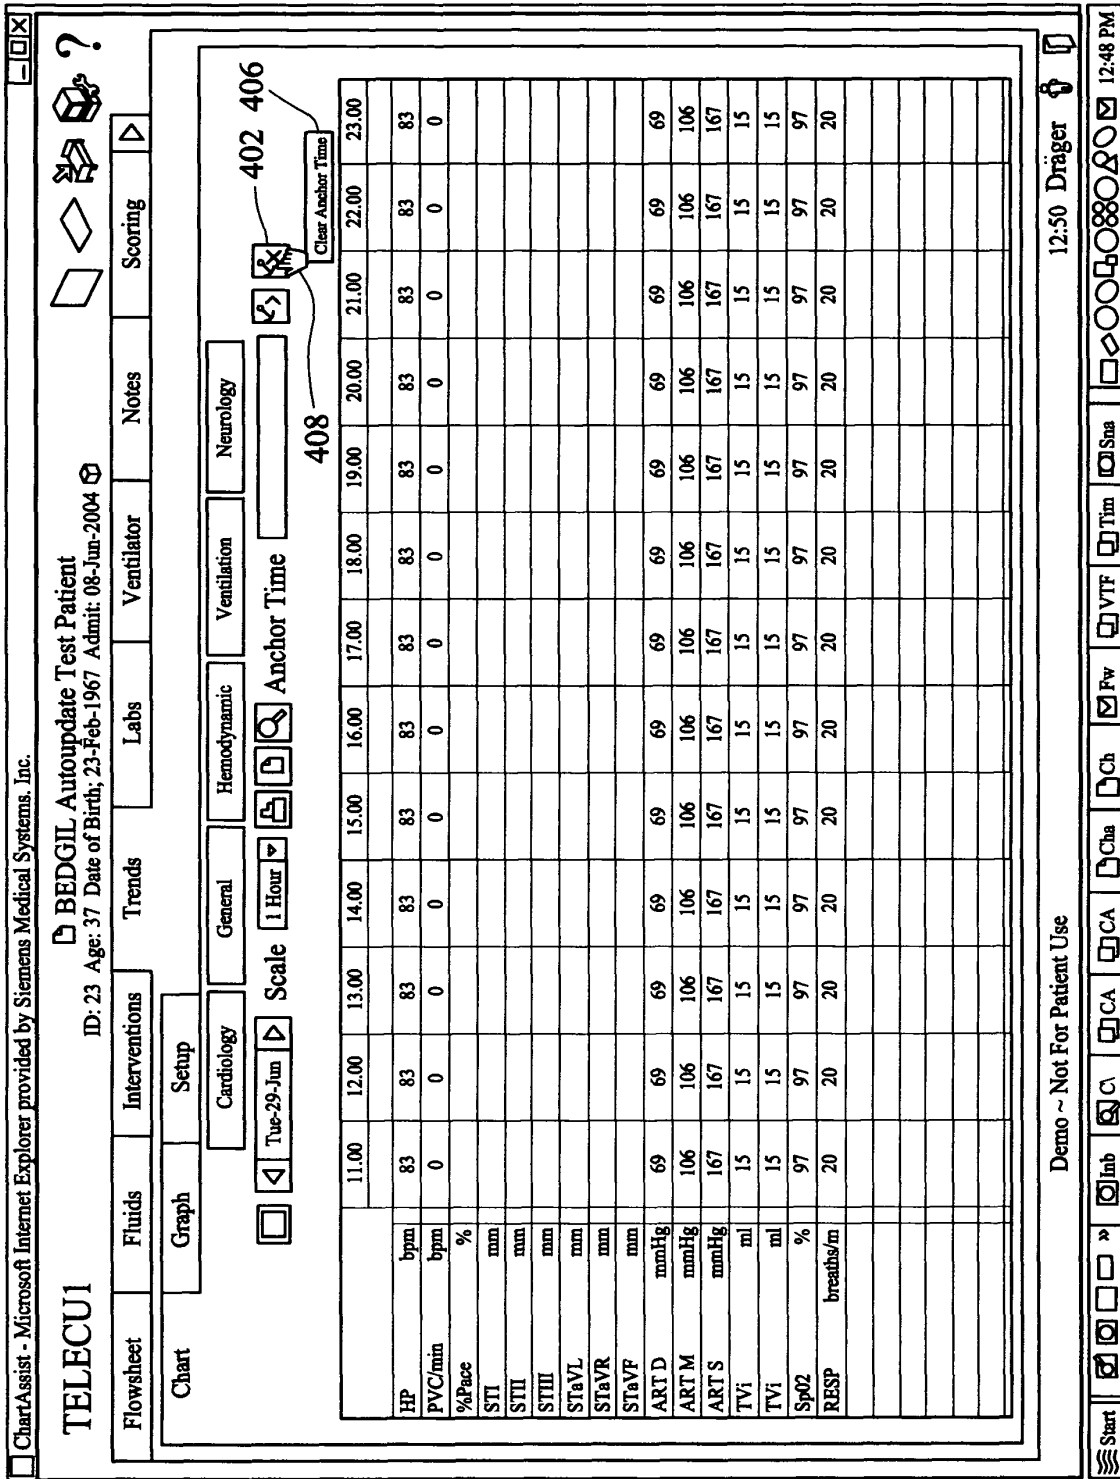 ChartAssist - Microsoft Internet Explorer provided by Siemens Medical Systems, Inc.
TELECU1
BEDGIL Autoupdate Test Patient
ID: 23 Age: 37 Date of Birth; 23-Feb-1967 Admit: 08-Jun-2004
?
Flowsheet Fluids Interventions Trends Labs Ventilator Notes Scoring
Chart Graph Setup
Cardiology General Hemodynamic Ventilation Neurology
Tue-29-Jun Scale 1 Hour Anchor Time
402
406
408
Clear Anchor Time
11.00 12.00 13.00 14.00 15.00 16.00 17.00 18.00 19.00 20.00 21.00 22.00 23.00
HP bpm 83 83 83 83 83 83 83 83 83 83 83 83 83
PVC/min bpm 0 0 0 0 0 0 0 0 0 0 0 0 0
%Pace %
STI mm
STII mm
STIII mm
STaVL mm
STaVR mm
STaVF mm
ART D mmHg 69 69 69 69 69 69 69 69 69 69 69 69 69
ART M mmHg 106 106 106 106 106 106 106 106 106 106 106 106 106
ART S mmHg 167 167 167 167 167 167 167 167 167 167 167 167 167
TVi ml 15 15 15 15 15 15 15 15 15 15 15 15 15
TVi ml 15 15 15 15 15 15 15 15 15 15 15 15 15
Sp02 % 97 97 97 97 97 97 97 97 97 97 97 97 97
RESP breaths/m 20 20 20 20 20 20 20 20 20 20 20 20 20
Demo ~ Not For Patient Use
12:50 Dräger
Start » Inb C\ CA CA Cha Ch Fw VTF Tim Sna 12:48 PM